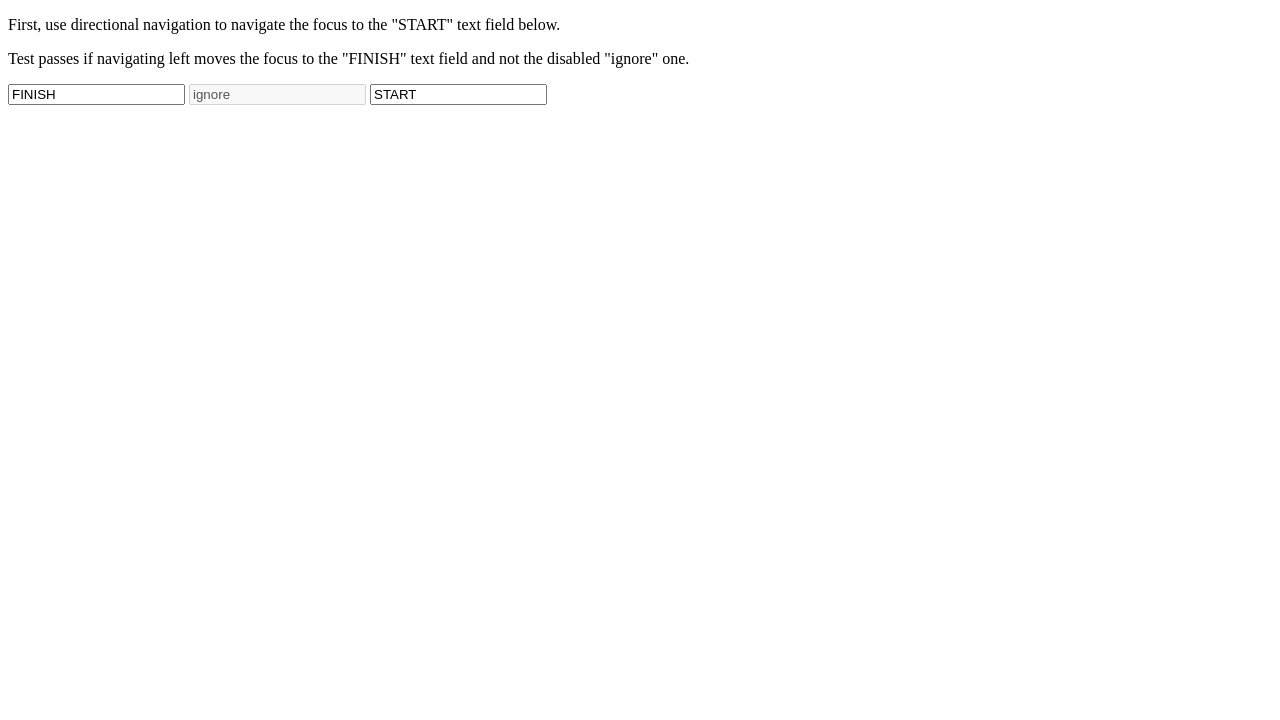 First, use directional navigation to navigate the focus to the "START" text field below.
Test passes if navigating left moves the focus to the "FINISH" text field and not the disabled "ignore" one.
FINISH ignore START